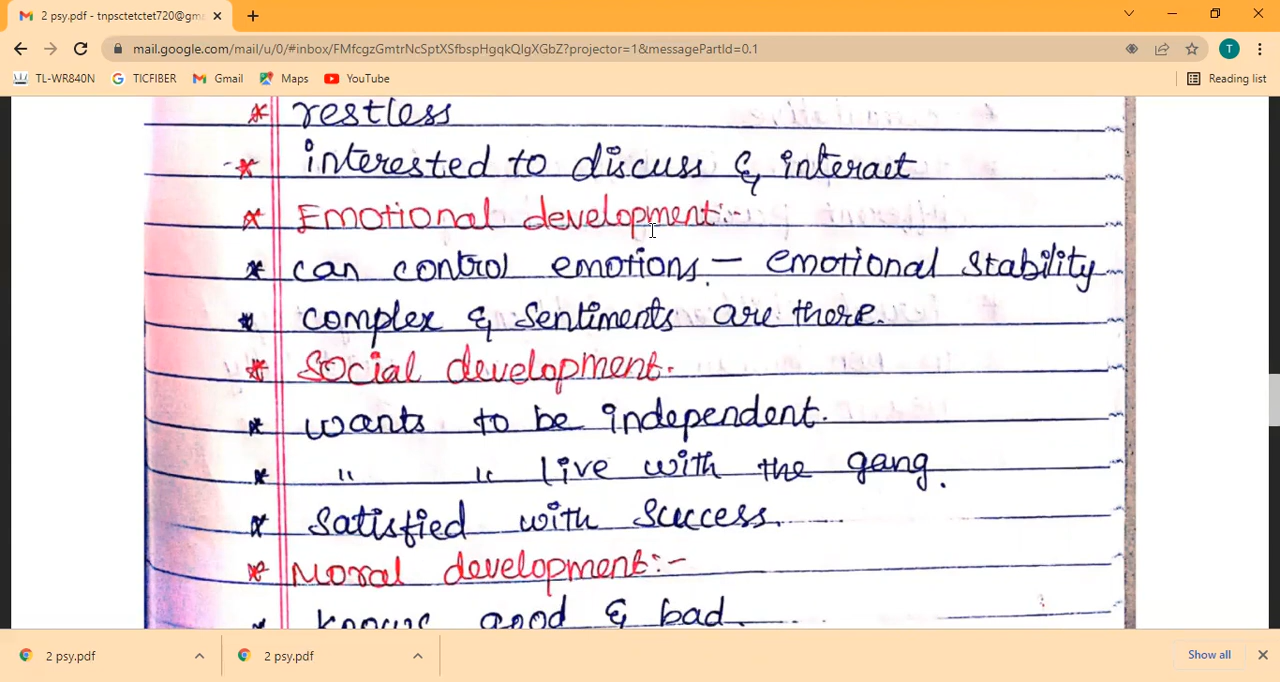 2 psy.pdf - tnpsctetctet720@gm
mail.google.com/mail/u/0/#inbox/FMfcgzGmtrNcSptXSfbspHgqkQlgXGbZ?projector=1&messagePartId=0.1
T
TL-WR840N TICFIBER Gmail Maps YouTube Reading list
* restless
* interested to discuss & interact
* Emotional development:-
* can control emotions. - emotional stability
* complex & Sentiments are there.
* Social development.
* wants to be independent.
* " " live with the gang.
* Satisfied with success.
* Moral development:-
* knows good & bad.
2 psy.pdf 2 psy.pdf Show all